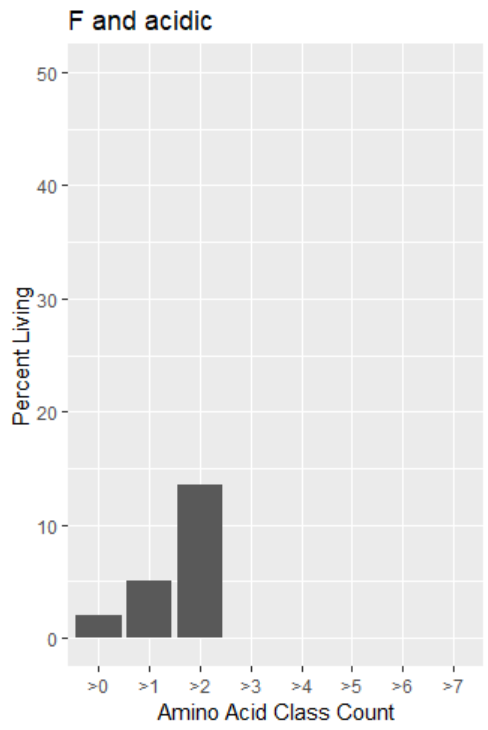 F and acidic
50
40
30
20
10
0
Percent Living
>0 >1 >2 >3 >4 >5 >6 >7
Amino Acid Class Count